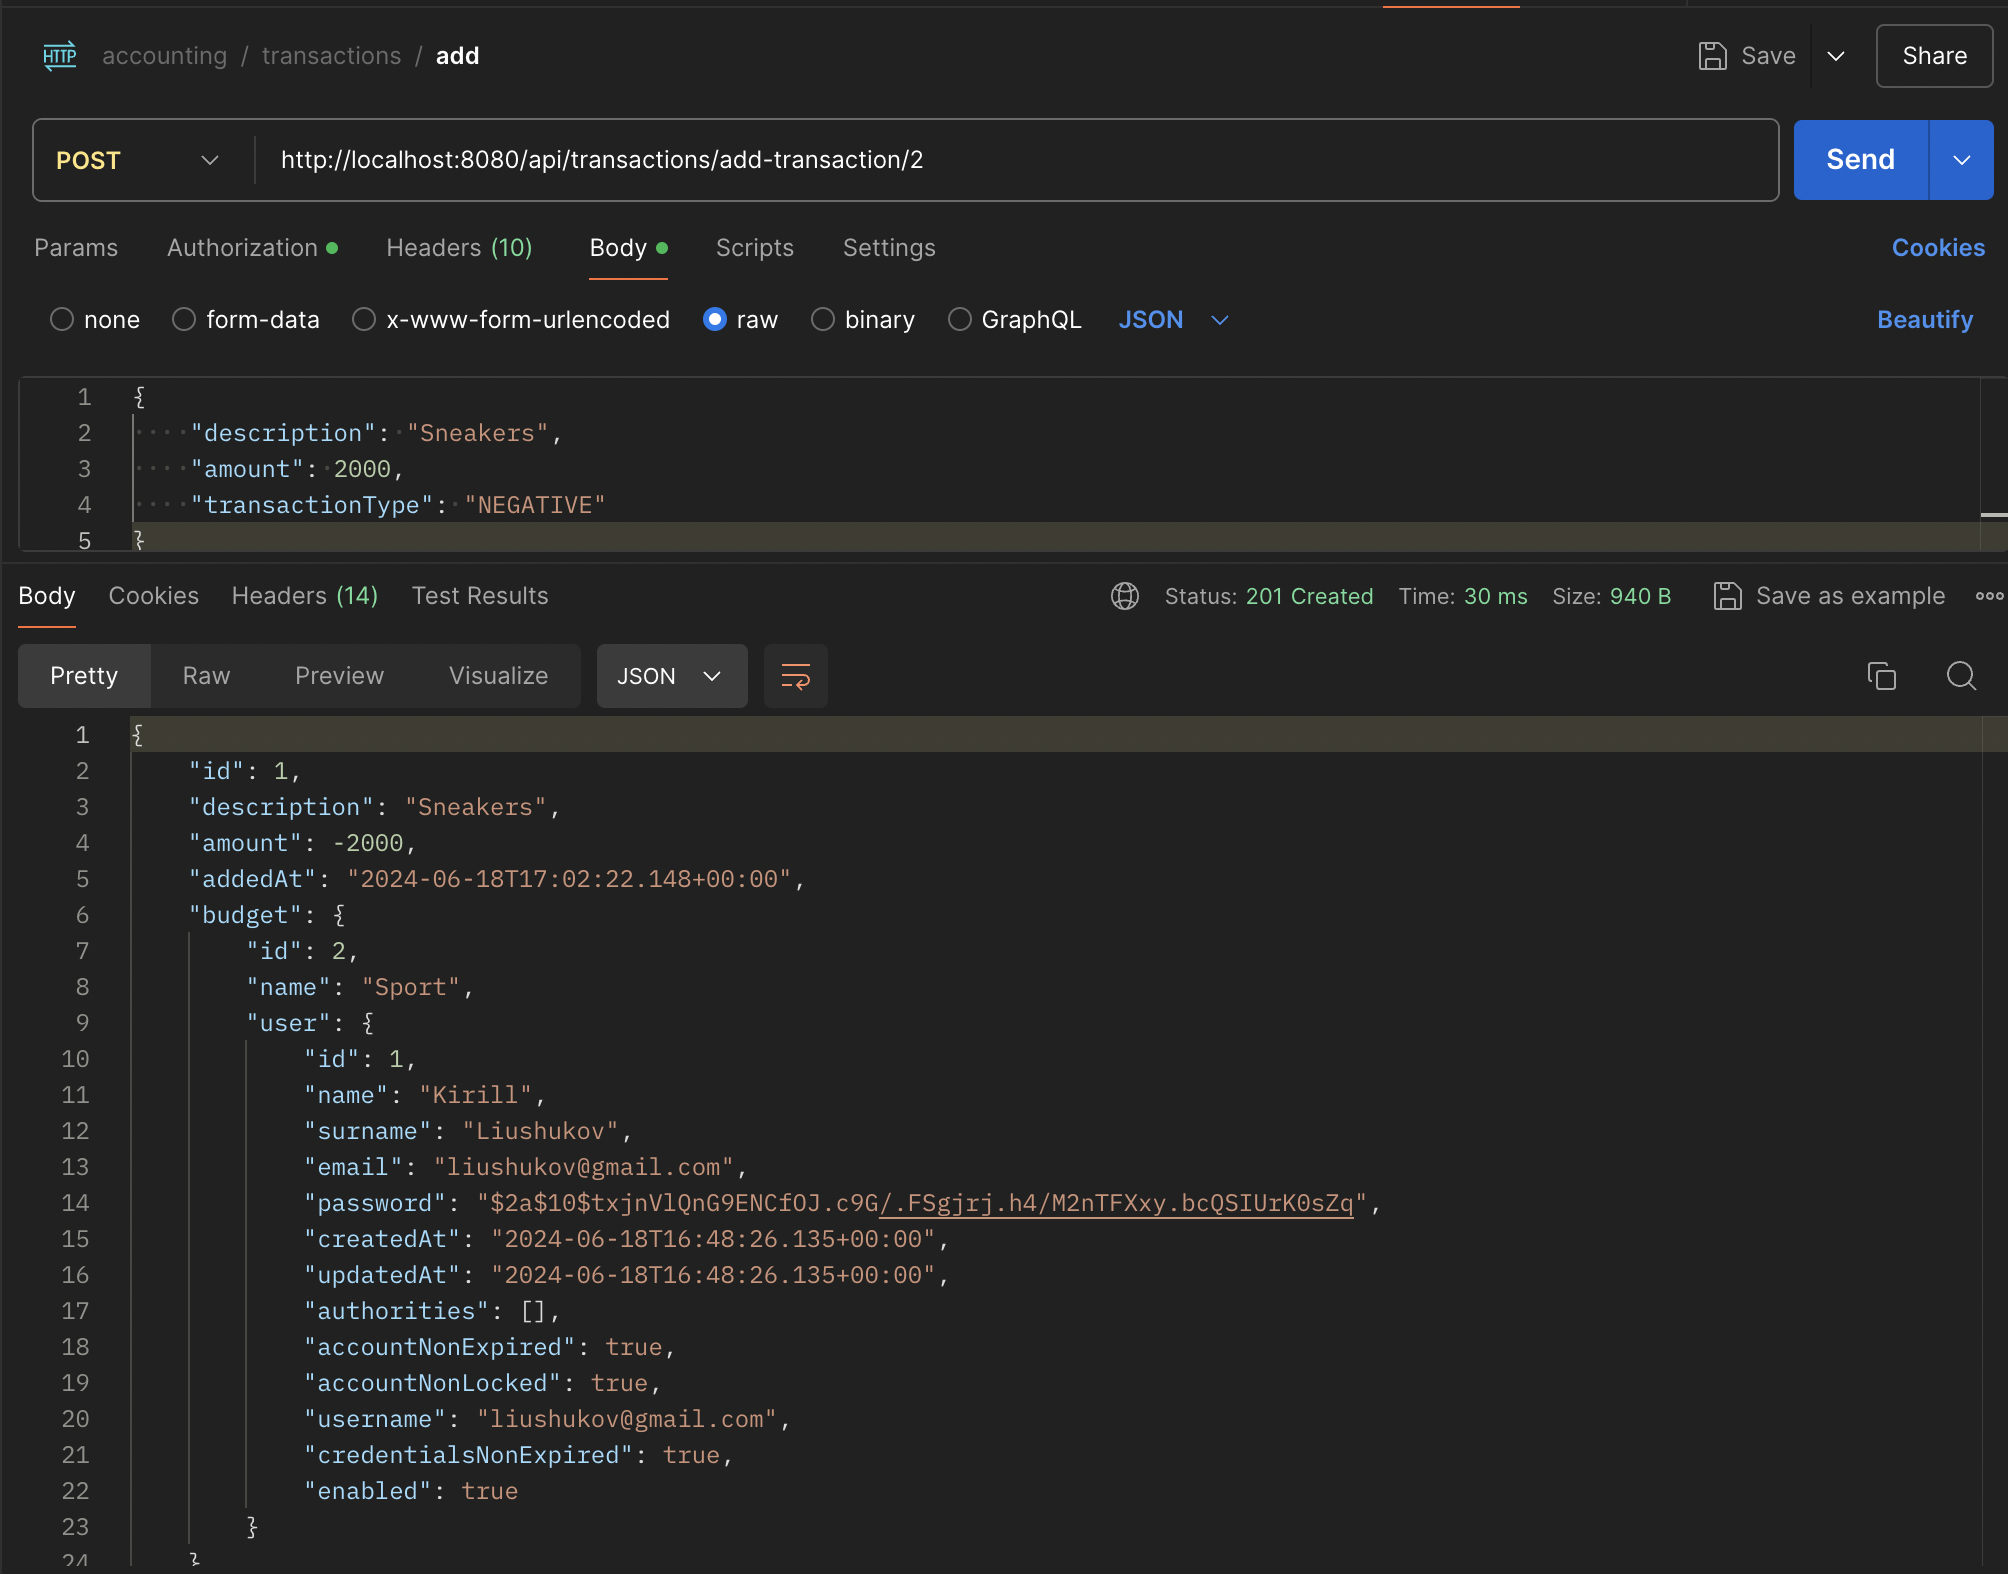 HTTP accounting / transactions / add Save Share
POST http://localhost:8080/api/transactions/add-transaction/2 Send
Params Authorization Headers (10) Body Scripts Settings Cookies
none form-data x-www-form-urlencoded raw binary GraphQL JSON Beautify
1 {
2 "description": "Sneakers",
3 "amount": 2000,
4 "transactionType": "NEGATIVE"
5 }
Body Cookies Headers (14) Test Results Status: 201 Created Time: 30 ms Size: 940 B Save as example
Pretty Raw Preview Visualize JSON
1 {
2 "id": 1,
3 "description": "Sneakers",
4 "amount": -2000,
5 "addedAt": "2024-06-18T17:02:22.148+00:00",
6 "budget": {
7 "id": 2,
8 "name": "Sport",
9 "user": {
10 "id": 1,
11 "name": "Kirill",
12 "surname": "Liushukov",
13 "email": "liushukov@gmail.com",
14 "password": "$2a$10$txjnVlQnG9ENCfOJ.c9G/.FSgjrj.h4/M2nTFXxy.bcQSIUrK0sZq",
15 "createdAt": "2024-06-18T16:48:26.135+00:00",
16 "updatedAt": "2024-06-18T16:48:26.135+00:00",
17 "authorities": [],
18 "accountNonExpired": true,
19 "accountNonLocked": true,
20 "username": "liushukov@gmail.com",
21 "credentialsNonExpired": true,
22 "enabled": true
23 }
24 }